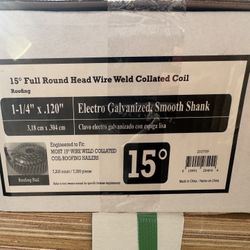 15° Full Round Head Wire Weld Collated Coil
Roofing
1-1/4" x .120"
Electro Galvanized, Smooth Shank
3,18 cm x .304 cm
Clavo electro galvanizado con espiga lisa
Engineered to Fit:
MOST 15° WIRE WELD COLLATED
COIL ROOFING NAILERS
7,200 count / 7,200 piezas
15°
Roofing Nail
Made in China / Hecho en China